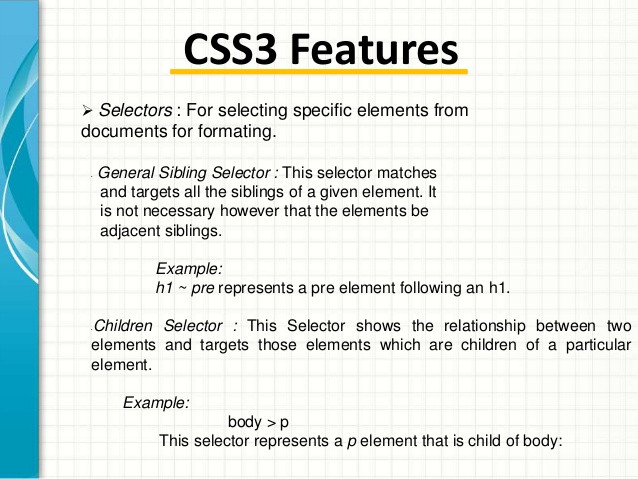 CSS3 Features
➢ Selectors : For selecting specific elements from
documents for formating.
. General Sibling Selector : This selector matches
and targets all the siblings of a given element. It
is not necessary however that the elements be
adjacent siblings.
Example:
h1 ~ pre represents a pre element following an h1.
.Children Selector : This Selector shows the relationship between two
elements and targets those elements which are children of a particular
element.
Example:
body > p
This selector represents a p element that is child of body: